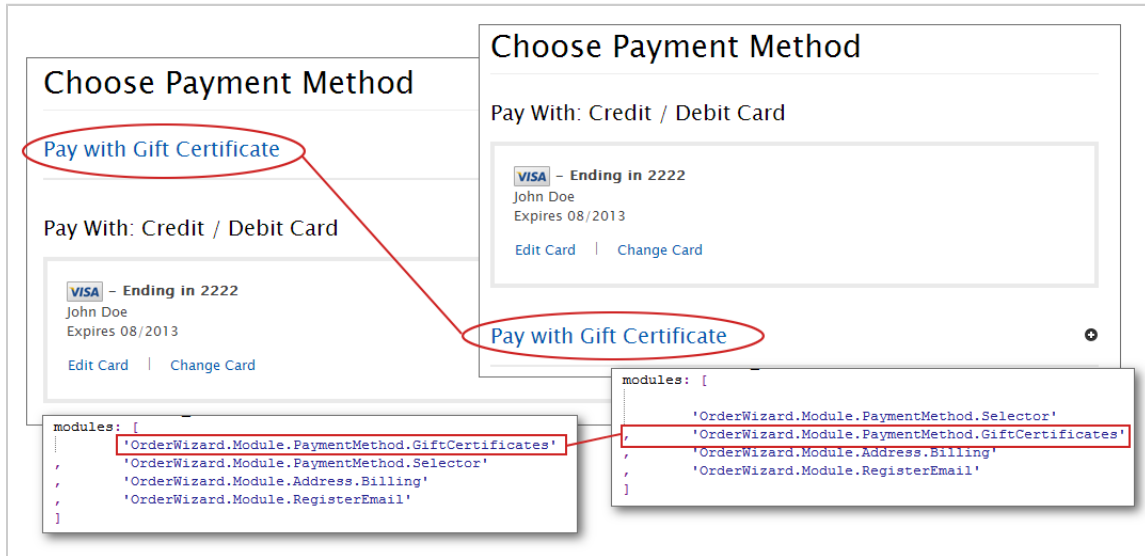 Choose Payment Method
Pay with Gift Certificate
Pay With: Credit / Debit Card
VISA – Ending in 2222
John Doe
Expires 08/2013
Edit Card | Change Card
modules: [
'OrderWizard.Module.PaymentMethod.GiftCertificates'
, 'OrderWizard.Module.PaymentMethod.Selector'
, 'OrderWizard.Module.Address.Billing'
, 'OrderWizard.Module.RegisterEmail'
]
Choose Payment Method
Pay With: Credit / Debit Card
VISA – Ending in 2222
John Doe
Expires 08/2013
Edit Card | Change Card
Pay with Gift Certificate
modules: [
'OrderWizard.Module.PaymentMethod.Selector'
, 'OrderWizard.Module.PaymentMethod.GiftCertificates'
, 'OrderWizard.Module.Address.Billing'
, 'OrderWizard.Module.RegisterEmail'
]